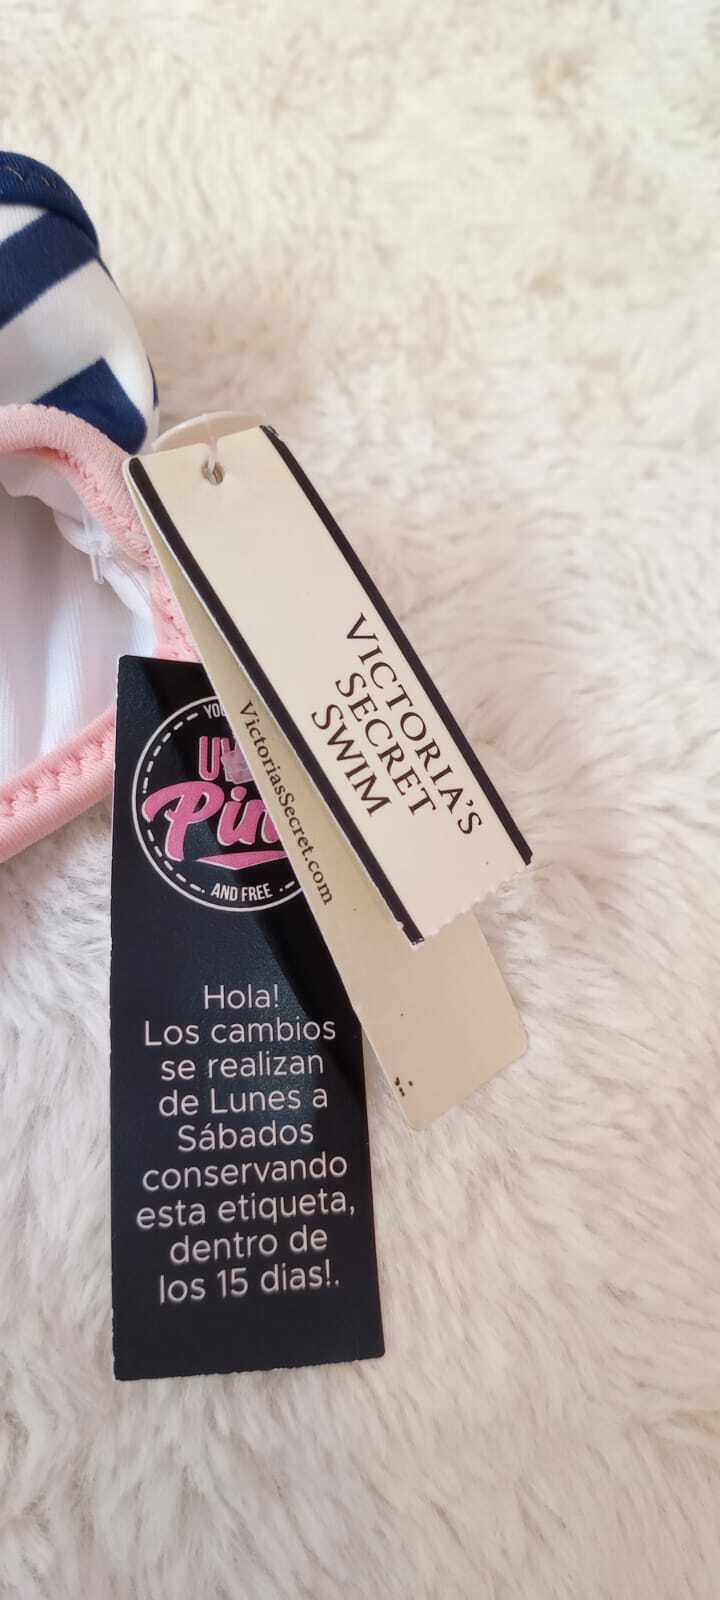 VICTORIA'S
SECRET
SWIM
VictoriasSecret.com
AND FREE
Hola!
Los cambios
se realizan
de Lunes a
Sábados
conservando
esta etiqueta,
dentro de
los 15 dias!.